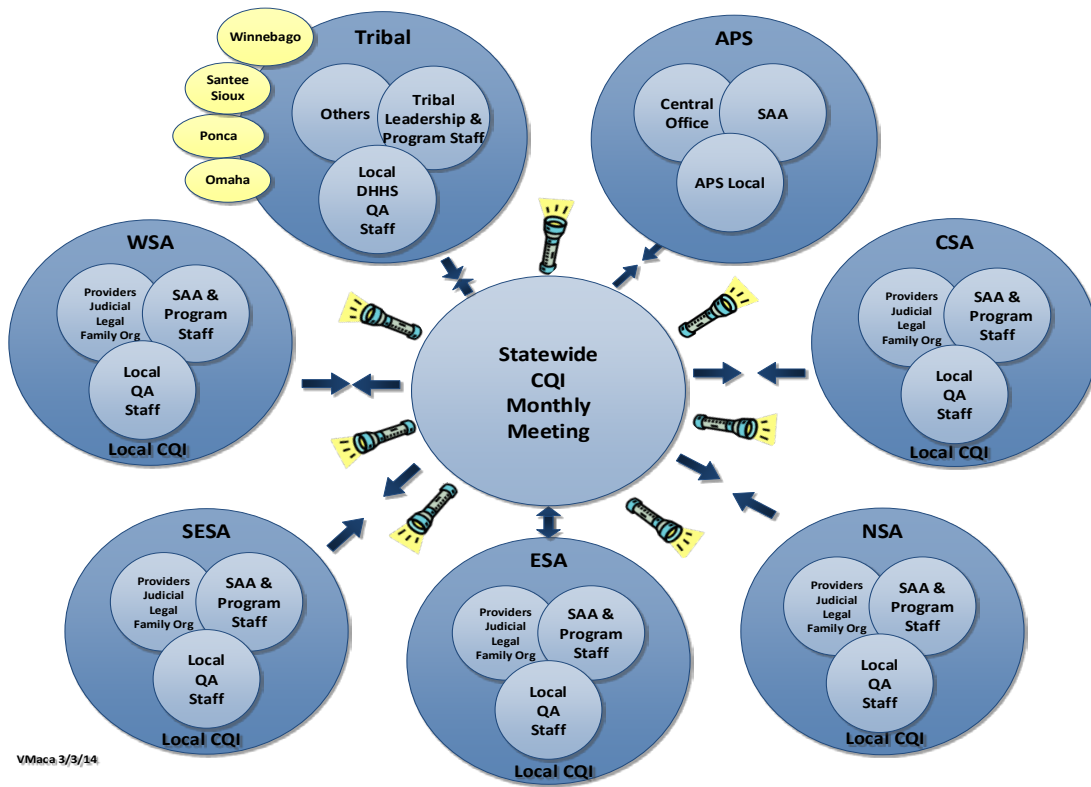 Winnebago
Santee
Sioux
Ponca
Omaha
Tribal
Others
Tribal
Leadership &
Program Staff
Local
DHHS
QA
Staff
APS
Central
Office
SAA
APS Local
WSA
Providers
Judicial
Legal
Family Org
SAA &
Program
Staff
Local
QA
Staff
Local CQI
Statewide
CQI
Monthly
Meeting
CSA
Providers
Judicial
Legal
Family Org
SAA &
Program
Staff
Local
QA
Staff
Local CQI
SESA
Providers
Judicial
Legal
Family Org
SAA &
Program
Staff
Local
QA
Staff
Local CQI
ESA
Providers
Judicial
Legal
Family Org
SAA &
Program
Staff
Local
QA
Staff
Local CQI
NSA
Providers
Judicial
Legal
Family Org
SAA &
Program
Staff
Local
QA
Staff
Local CQI
VMaca 3/3/14